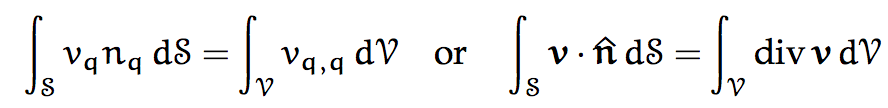 ∫_𝒮 v_q n_q d𝒮 = ∫_𝒱 v_{q,q} d𝒱 or ∫_𝒮 𝒗 · n̂ d𝒮 = ∫_𝒱 div 𝒗 d𝒱